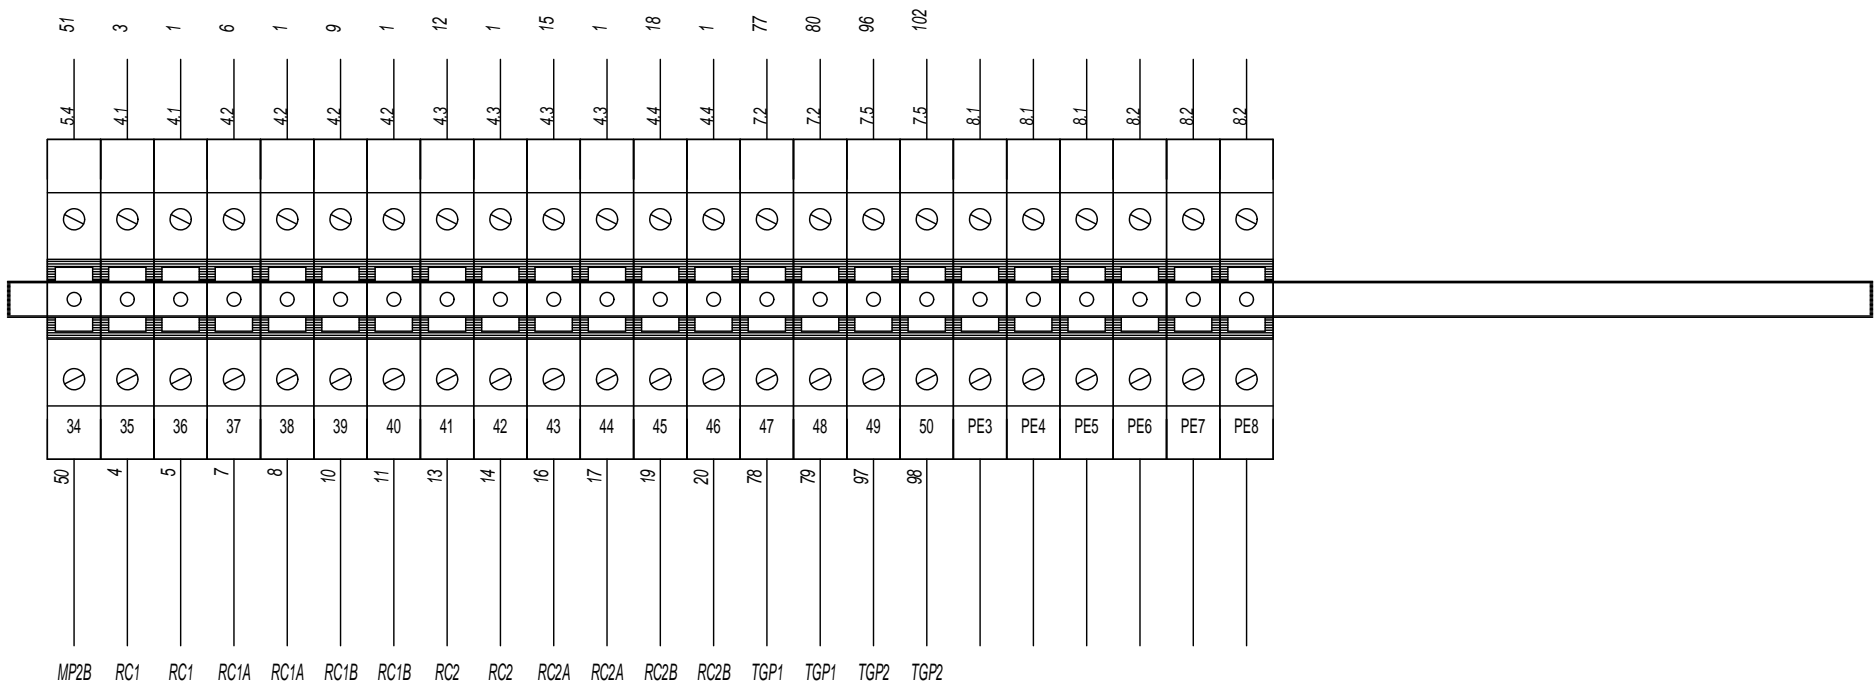 51 3 1 6 1 9 1 12 1 15 1 18 1 77 80 96 102
5.4 4.1 4.1 4.2 4.2 4.2 4.2 4.3 4.3 4.3 4.3 4.4 4.4 7.2 7.2 7.5 7.5 8.1 8.1 8.1 8.2 8.2 8.2
34 35 36 37 38 39 40 41 42 43 44 45 46 47 48 49 50 PE3 PE4 PE5 PE6 PE7 PE8
50 4 5 7 8 10 11 13 14 16 17 19 20 78 79 97 98
MP2B RC1 RC1 RC1A RC1A RC1B RC1B RC2 RC2 RC2A RC2A RC2B RC2B TGP1 TGP1 TGP2 TGP2